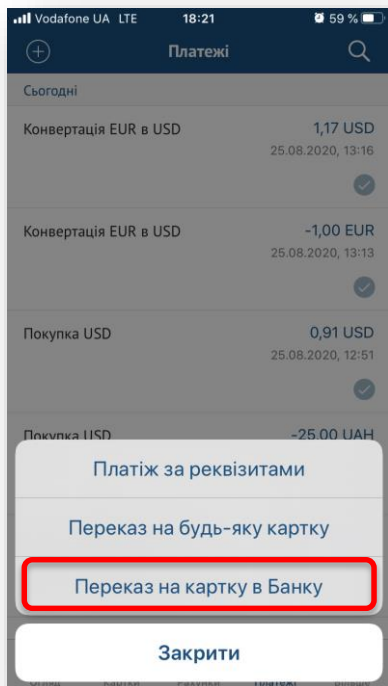 Vodafone UA LTE 18:21 59 %
Платежі
Сьогодні
Конвертація EUR в USD 1,17 USD
25.08.2020, 13:16
Конвертація EUR в USD -1,00 EUR
25.08.2020, 13:13
Покупка USD 0,91 USD
25.08.2020, 12:51
Покупка USD -25,00 UAH
Платіж за реквізитами
Переказ на будь-яку картку
Переказ на картку в Банку
Закрити